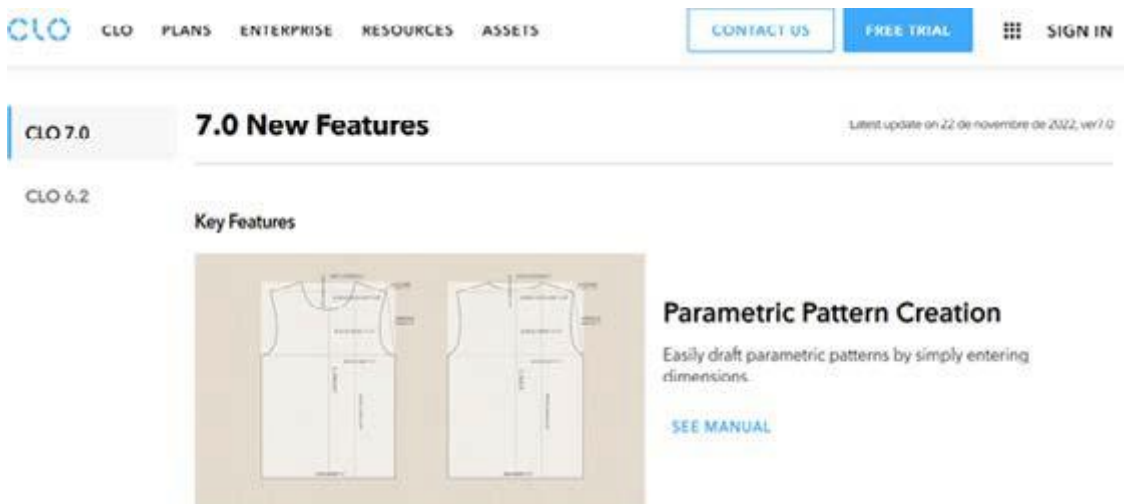 CLO
CLO PLANS ENTERPRISE RESOURCES ASSETS CONTACT US FREE TRIAL SIGN IN
CLO 7.0
7.0 New Features
Latest update on 22 de novembre de 2022, ver7.0
CLO 6.2
Key Features
Parametric Pattern Creation
Easily draft parametric patterns by simply entering
dimensions.
SEE MANUAL